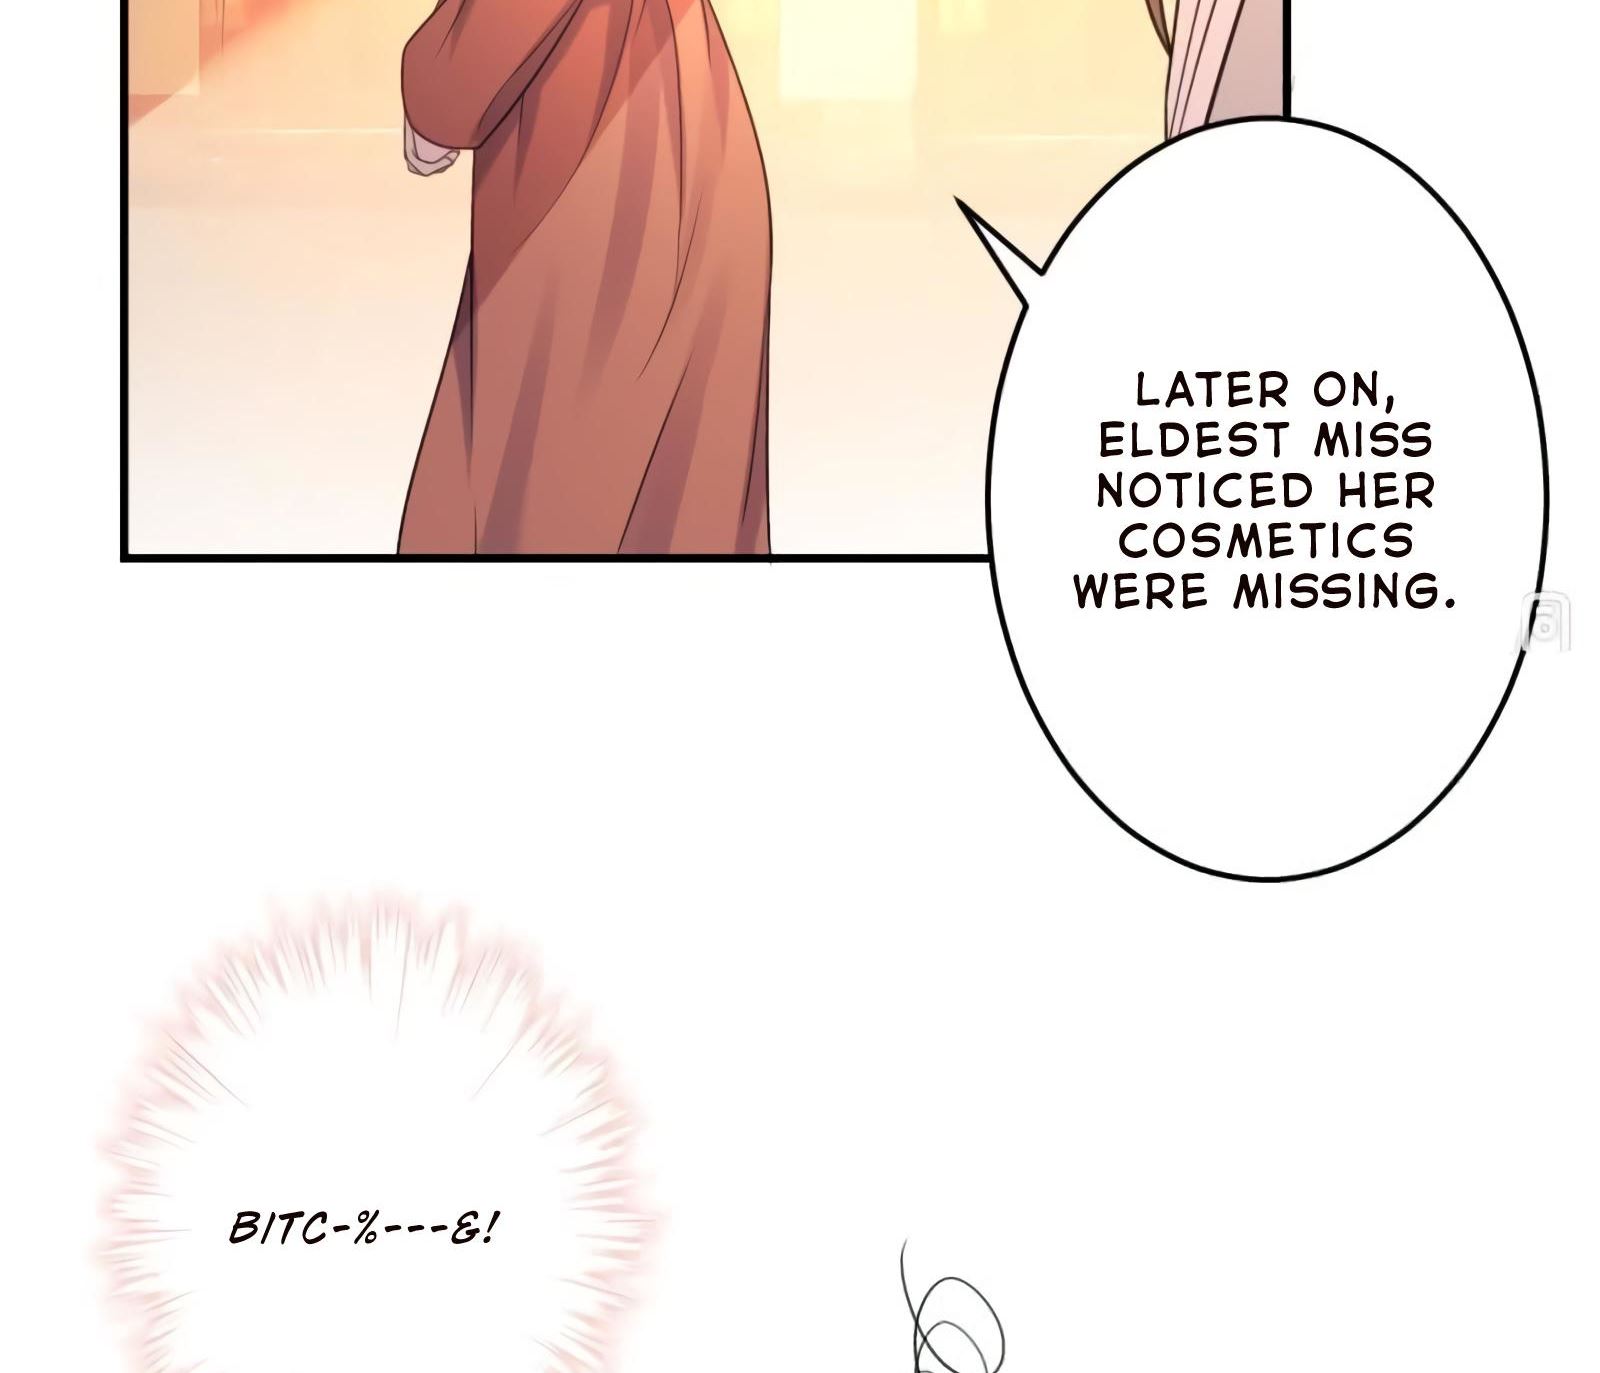 LATER ON,
ELDEST MISS
NOTICED HER
COSMETICS
WERE MISSING.
BITC-%---&!